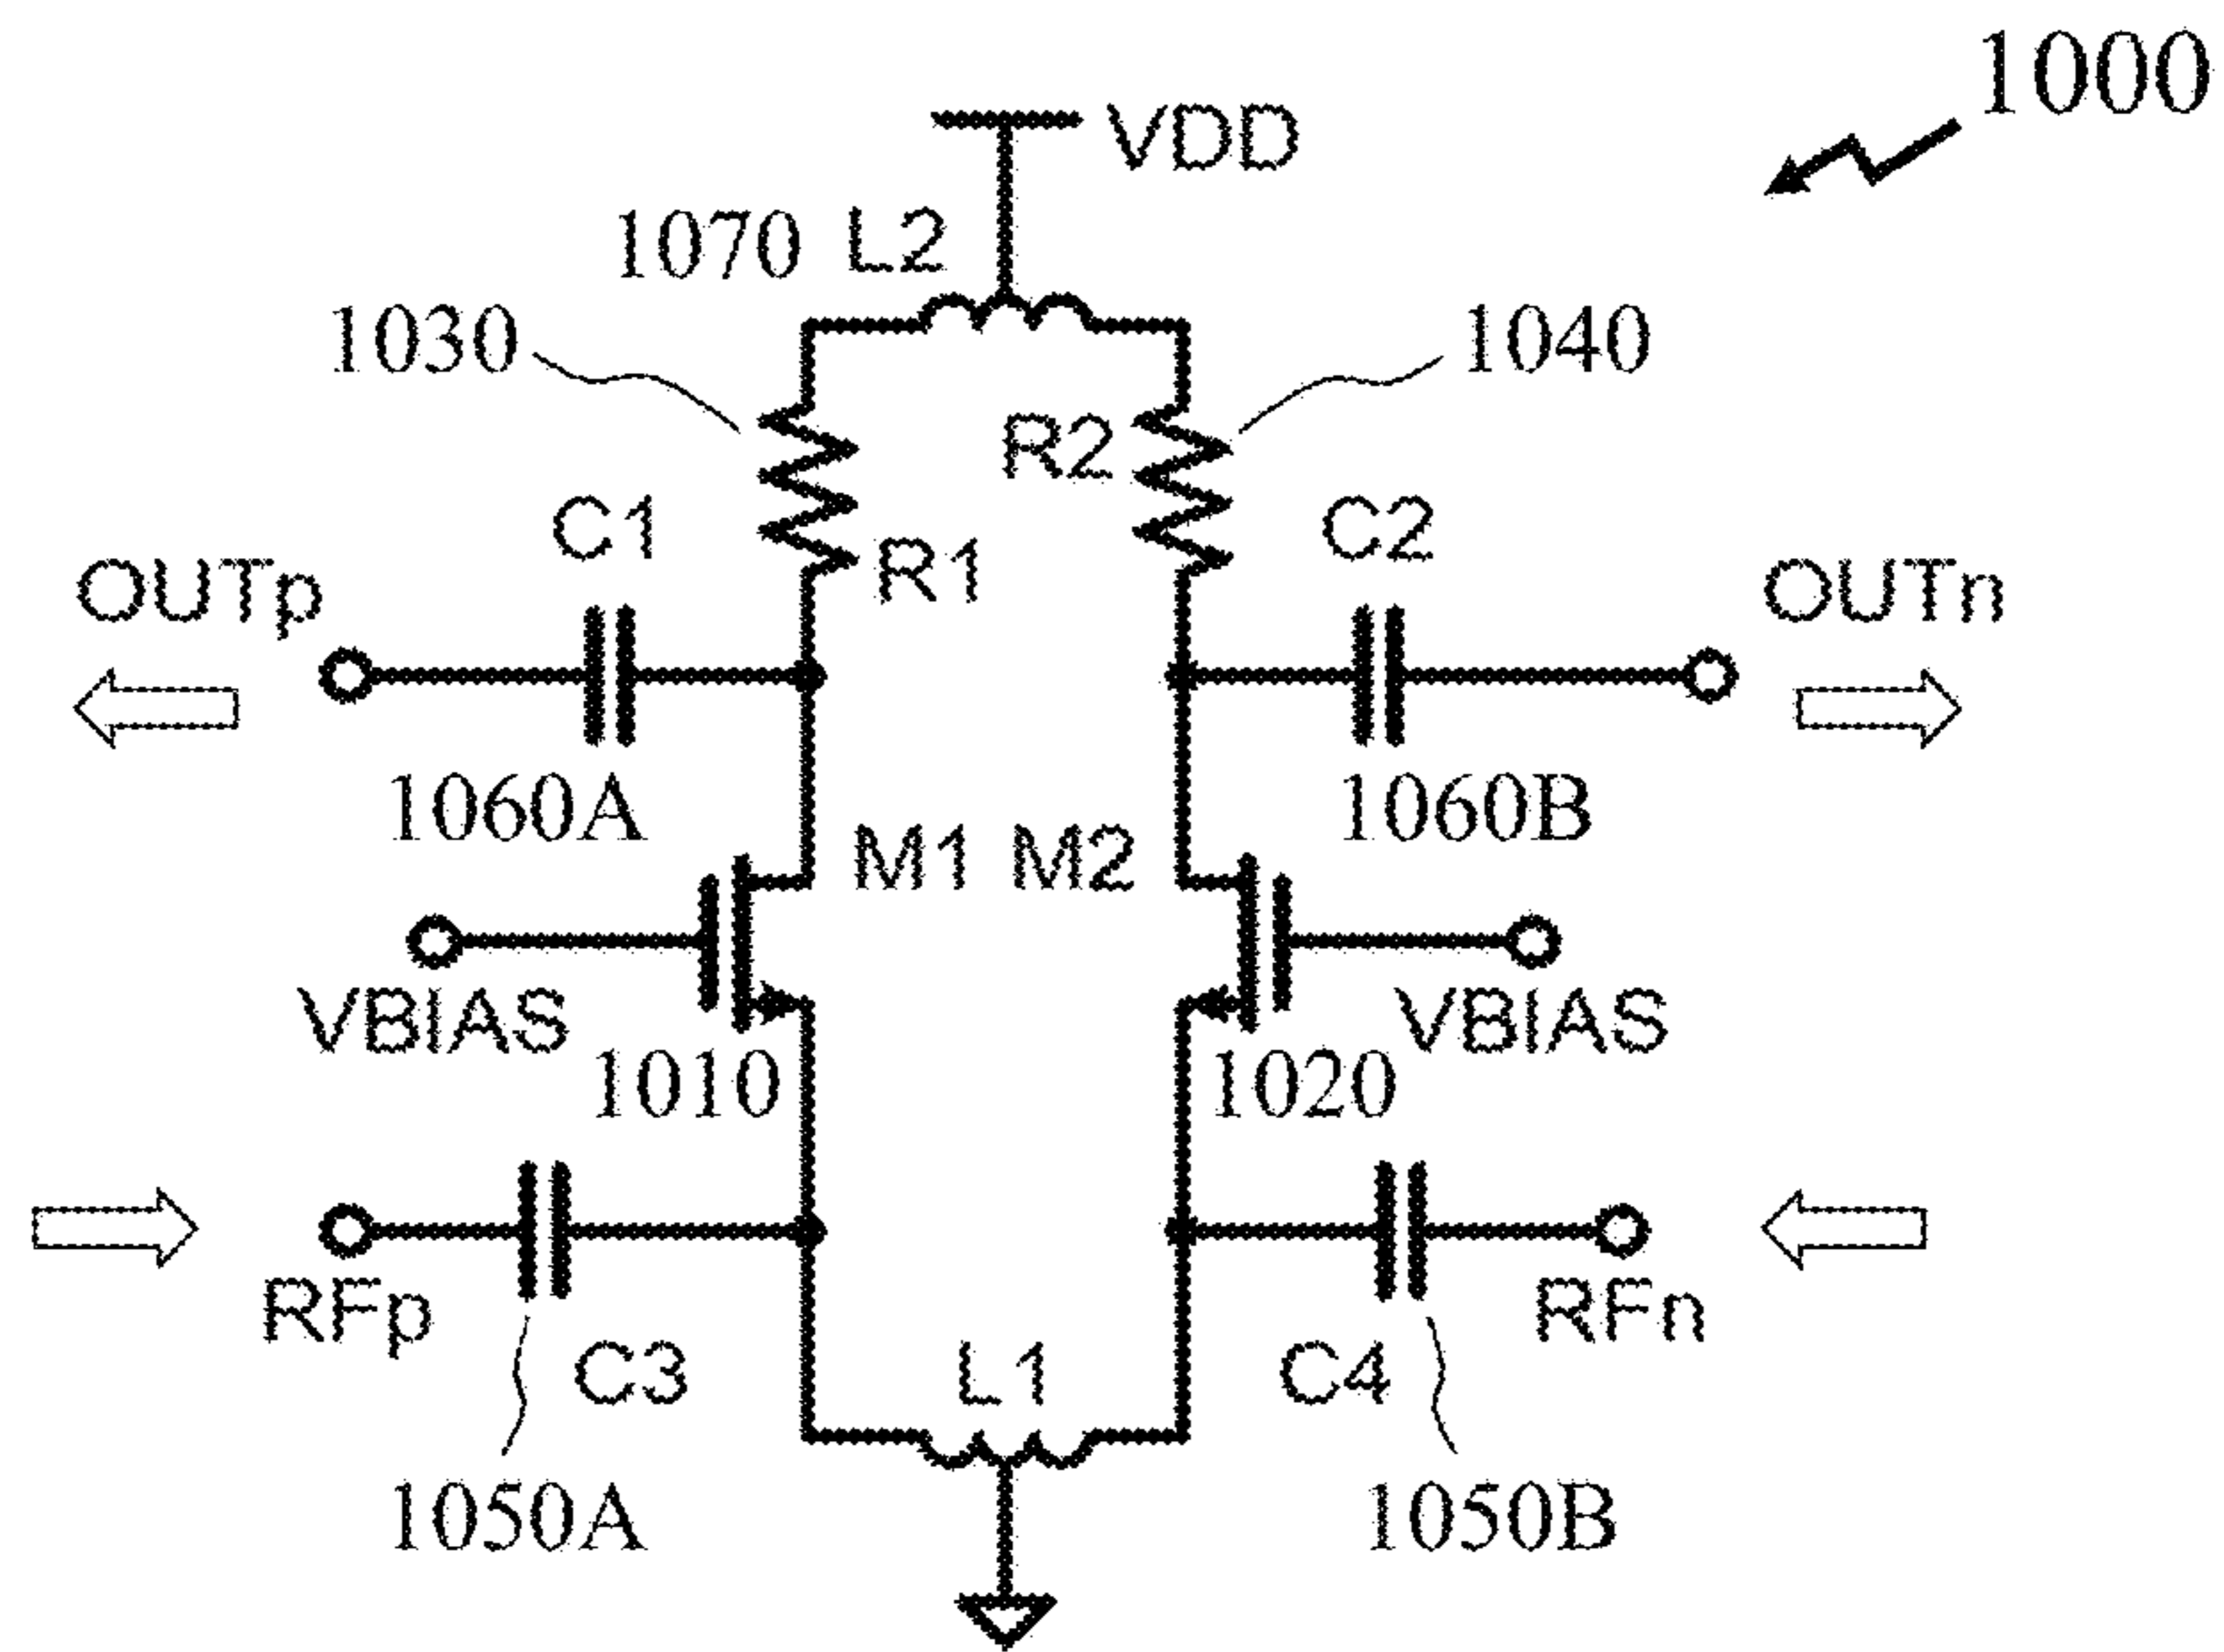 1000
VDD
1070 L2
1030
1040
R2
C1
R1
C2
OUTp
OUTn
1060A
1060B
M1 M2
VBIAS
VBIAS
1010
1020
RFp
RFn
C3
L1
C4
1050A
1050B